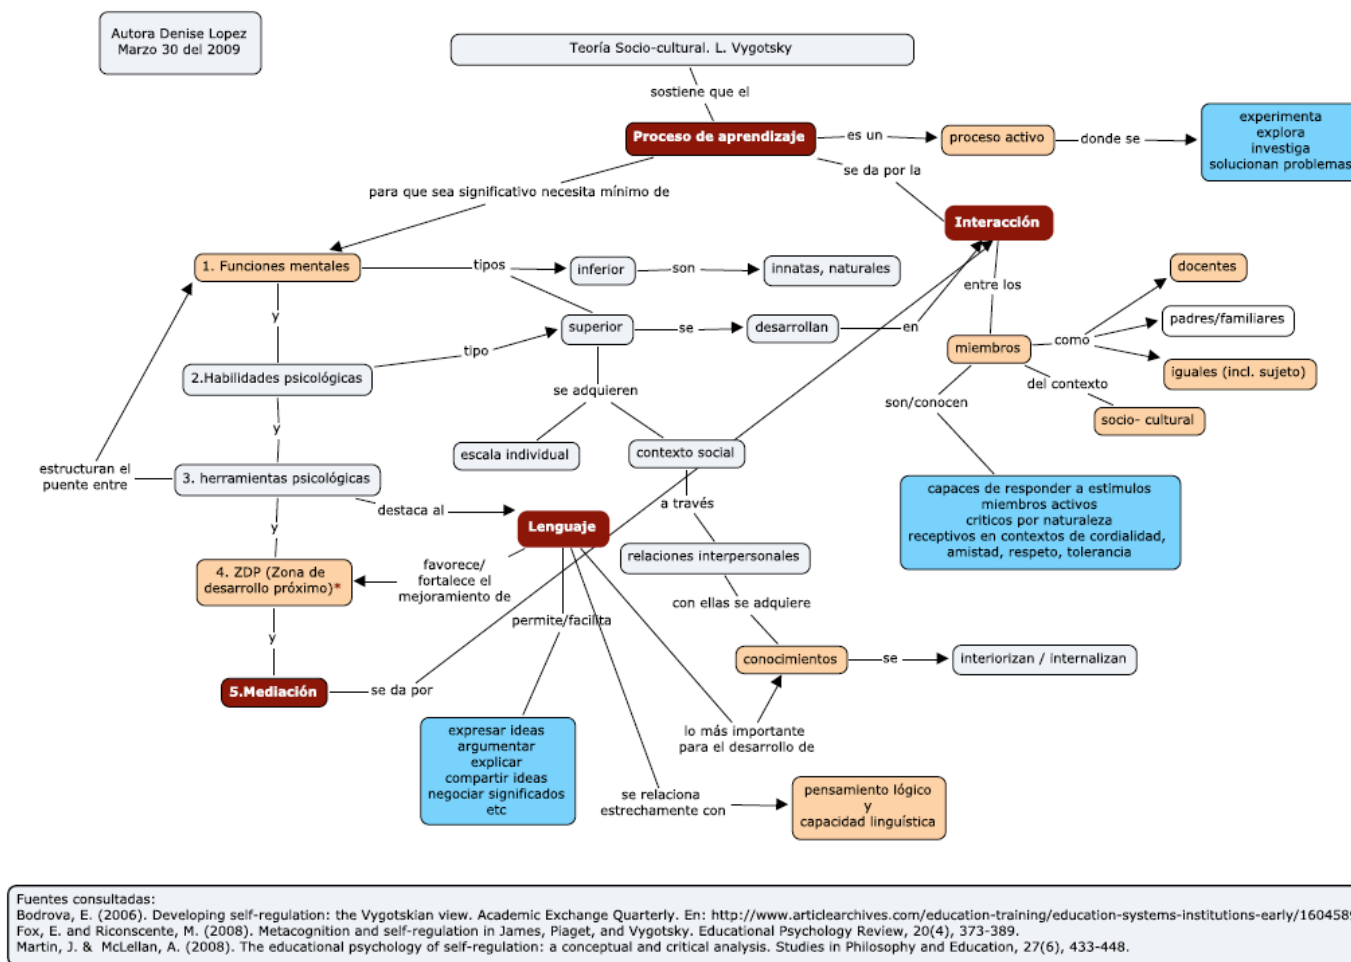 Autora Denise Lopez
Marzo 30 del 2009
Teoría Socio-cultural. L. Vygotsky
sostiene que el
Proceso de aprendizaje
es un
proceso activo
donde se
experimenta
explora
investiga
solucionan problemas
se da por la
para que sea significativo necesita mínimo de
Interacción
1. Funciones mentales
tipos
inferior
son
innatas, naturales
entre los
docentes
padres/familiares
y
superior
se
desarrollan
en
miembros
como
iguales (incl. sujeto)
tipo
2.Habilidades psicológicas
del contexto
socio- cultural
se adquieren
son/conocen
y
escala individual
contexto social
estructuran el
puente entre
3. herramientas psicológicas
capaces de responder a estimulos
miembros activos
criticos por naturaleza
receptivos en contextos de cordialidad,
amistad, respeto, tolerancia
destaca al
Lenguaje
a través
y
relaciones interpersonales
favorece/
fortalece el
mejoramiento de
4. ZDP (Zona de
desarrollo próximo)*
con ellas se adquiere
permite/facilita
y
conocimientos
se
interiorizan / internalizan
5.Mediación
se da por
expresar ideas
argumentar
explicar
compartir ideas
negociar significados
etc
lo más importante
para el desarrollo de
se relaciona
estrechamente con
pensamiento lógico
y
capacidad linguística
Fuentes consultadas:
Bodrova, E. (2006). Developing self-regulation: the Vygotskian view. Academic Exchange Quarterly. En: http://www.articlearchives.com/education-training/education-systems-institutions-early/1604589
Fox, E. and Riconscente, M. (2008). Metacognition and self-regulation in James, Piaget, and Vygotsky. Educational Psychology Review, 20(4), 373-389.
Martin, J. & McLellan, A. (2008). The educational psychology of self-regulation: a conceptual and critical analysis. Studies in Philosophy and Education, 27(6), 433-448.